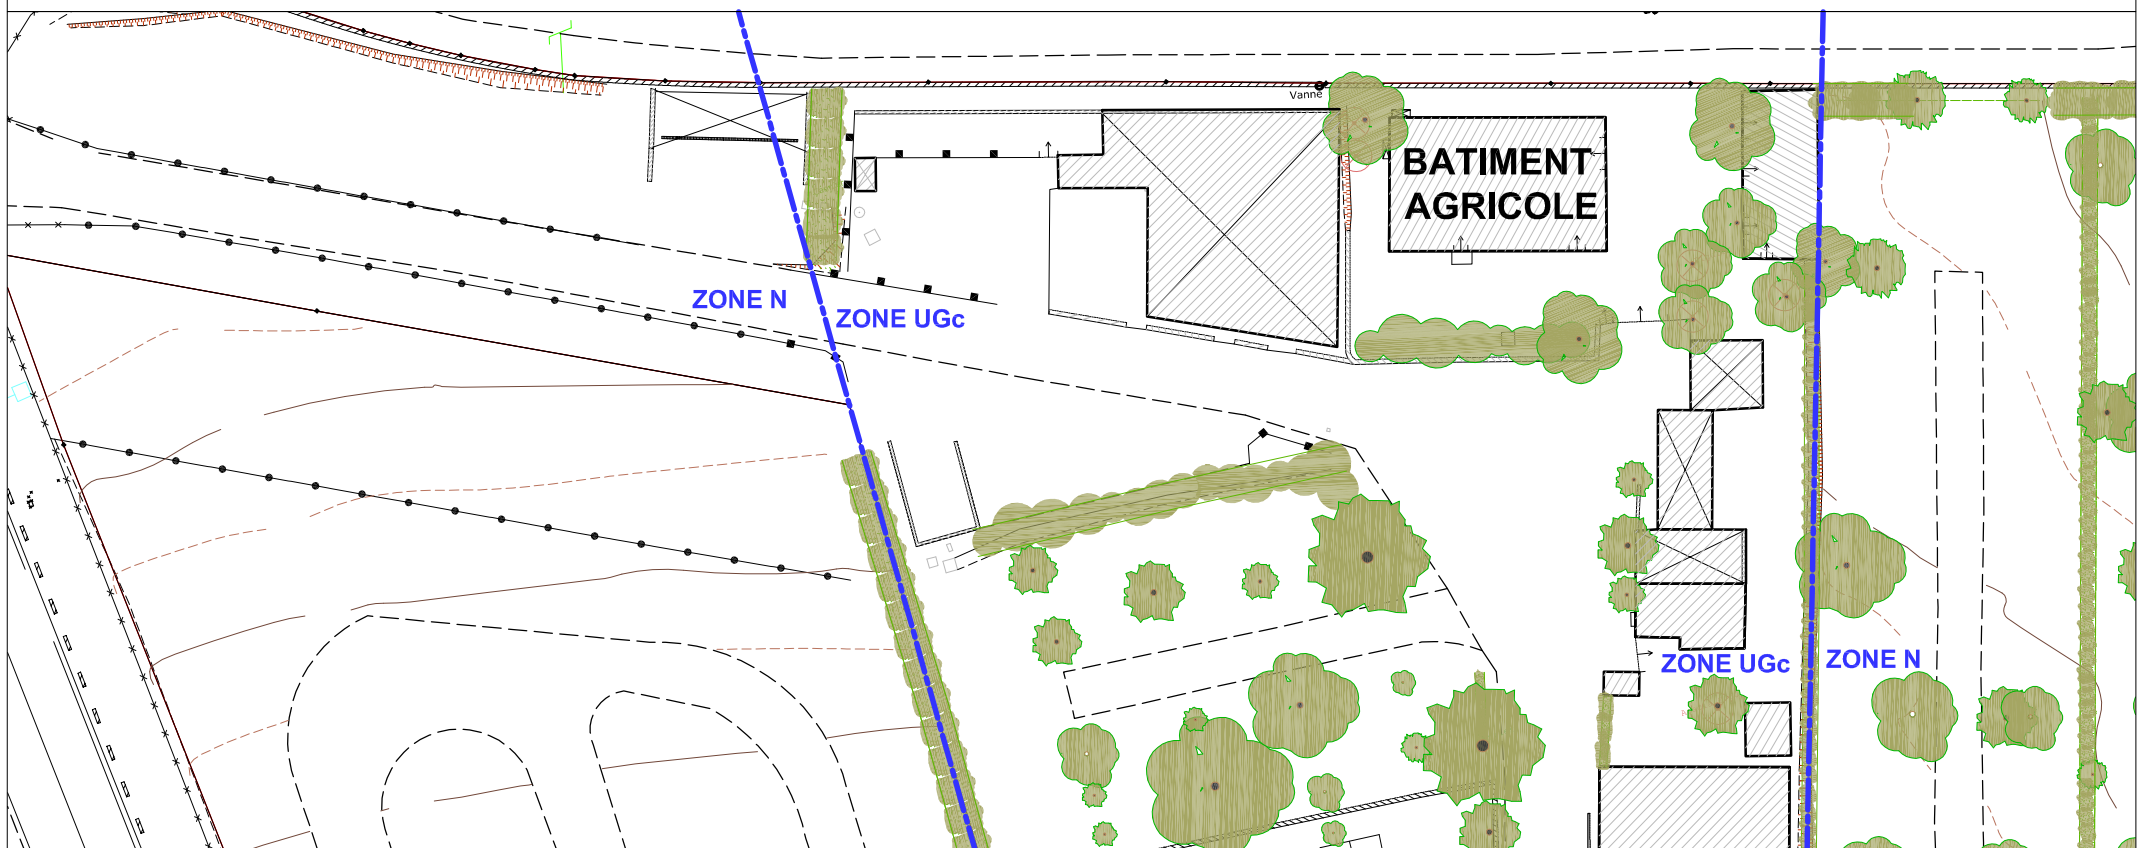 Vanne
BATIMENT
AGRICOLE
ZONE N
ZONE UGc
ZONE UGc
ZONE N